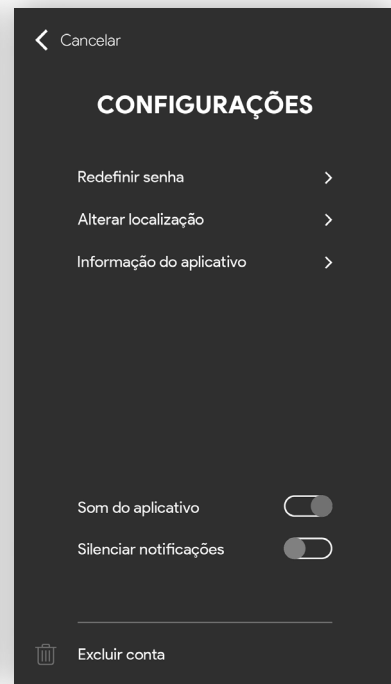 Cancelar
CONFIGURAÇÕES
Redefinir senha
Alterar localização
Informação do aplicativo
Som do aplicativo
Silenciar notificações
Excluir conta